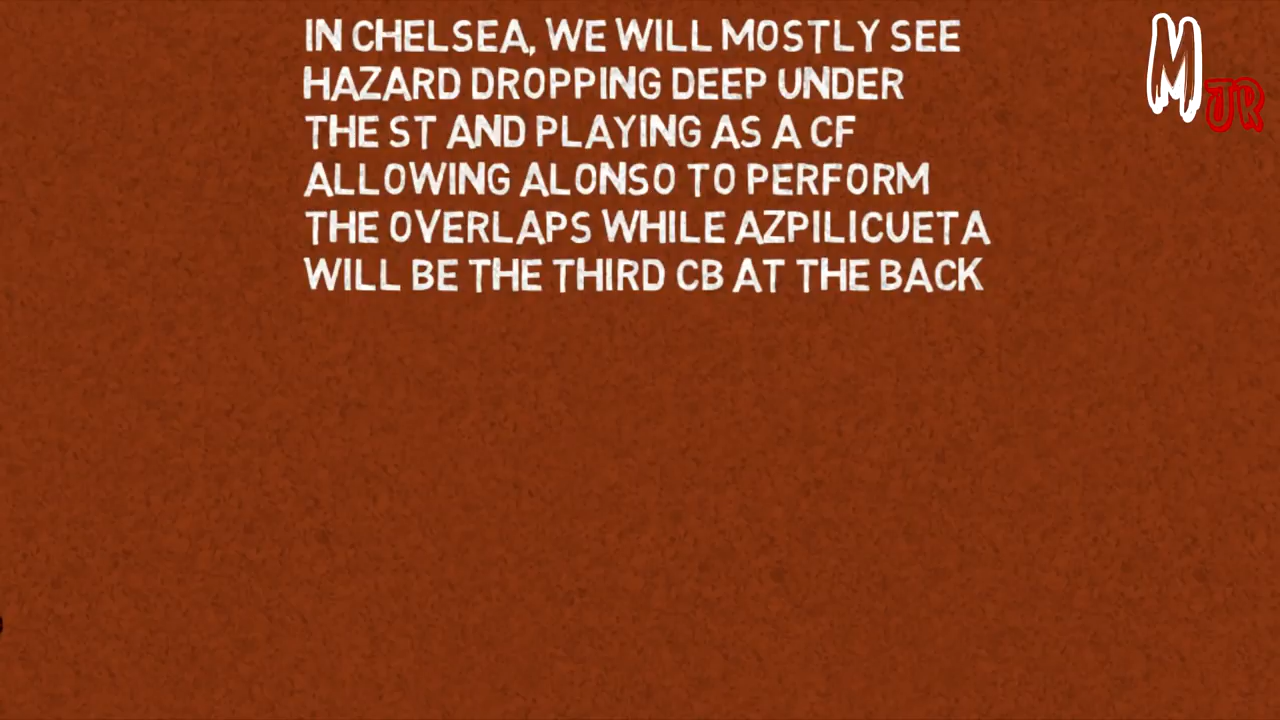 IN CHELSEA, WE WILL MOSTLY SEE
HAZARD DROPPING DEEP UNDER
THE ST AND PLAYING AS A CF
ALLOWING ALONSO TO PERFORM
THE OVERLAPS WHILE AZPILICUETA
WILL BE THE THIRD CB AT THE BACK
M JR